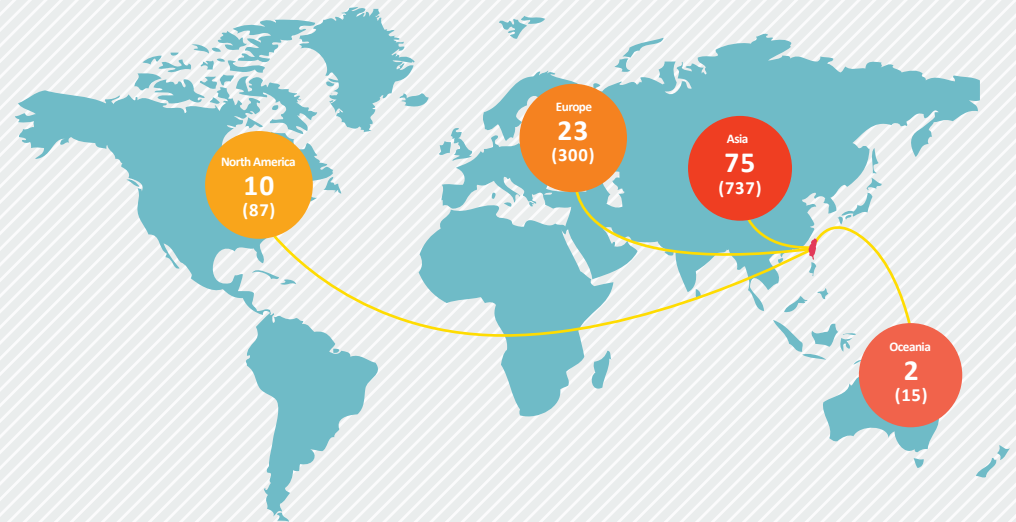 Europe
23
(300)
Asia
75
(737)
North America
10
(87)
Oceania
2
(15)